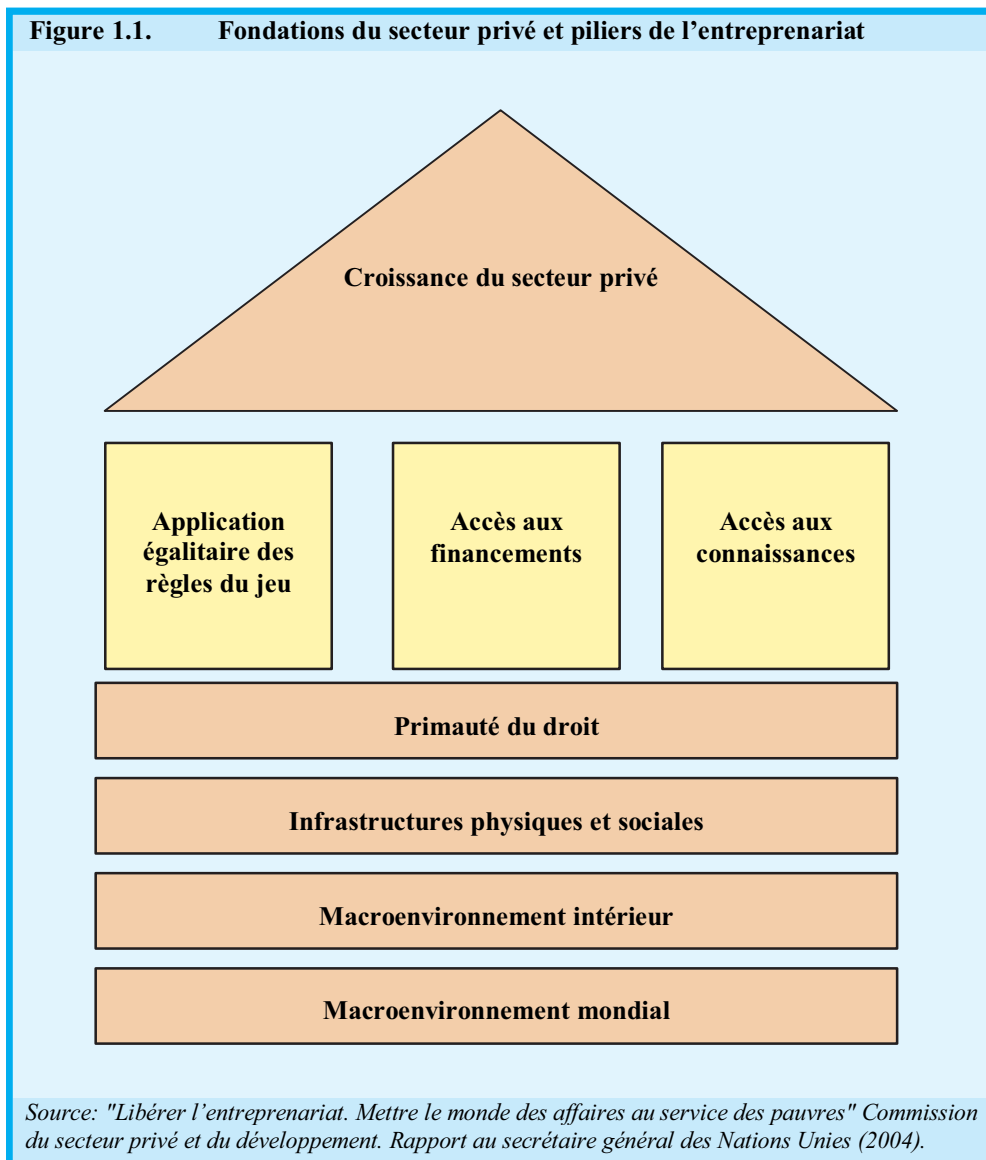 Figure 1.1. Fondations du secteur privé et piliers de l’entreprenariat
Croissance du secteur privé
Application
égalitaire des
règles du jeu
Accès aux
financements
Accès aux
connaissances
Primauté du droit
Infrastructures physiques et sociales
Macroenvironnement intérieur
Macroenvironnement mondial
Source: "Libérer l’entreprenariat. Mettre le monde des affaires au service des pauvres" Commission
du secteur privé et du développement. Rapport au secrétaire général des Nations Unies (2004).